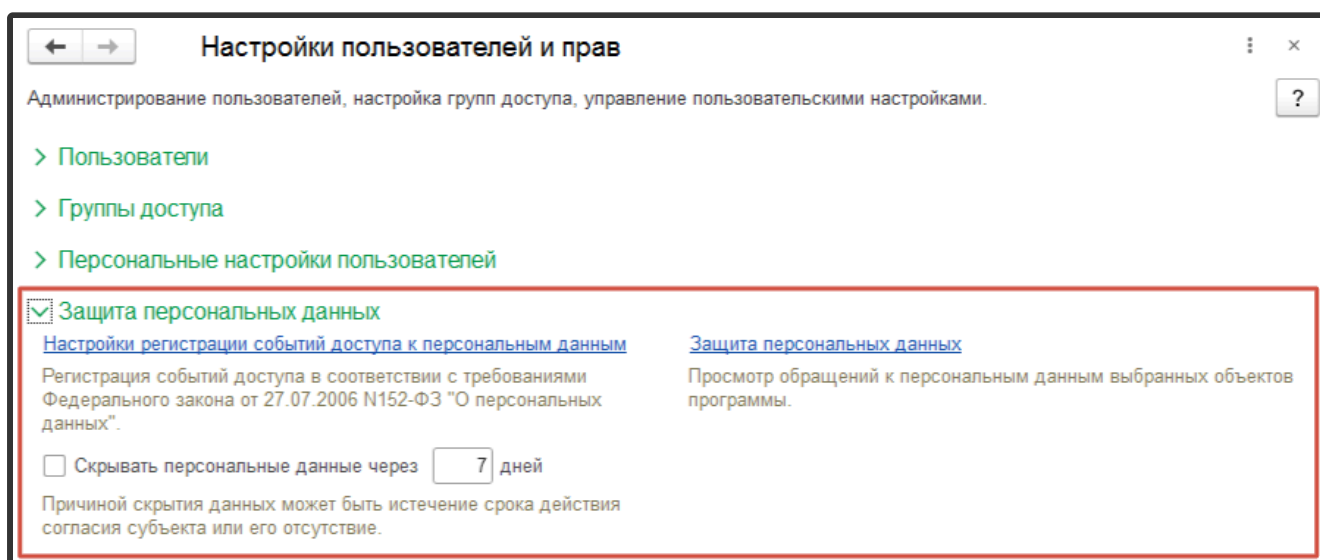 Настройки пользователей и прав
Администрирование пользователей, настройка групп доступа, управление пользовательскими настройками.
?
Пользователи
Группы доступа
Персональные настройки пользователей
Защита персональных данных
Настройки регистрации событий доступа к персональным данным
Регистрация событий доступа в соответствии с требованиями
Федерального закона от 27.07.2006 N152-ФЗ "О персональных
данных".
Скрывать персональные данные через 7 дней
Причиной скрытия данных может быть истечение срока действия
согласия субъекта или его отсутствие.
Защита персональных данных
Просмотр обращений к персональным данным выбранных объектов
программы.